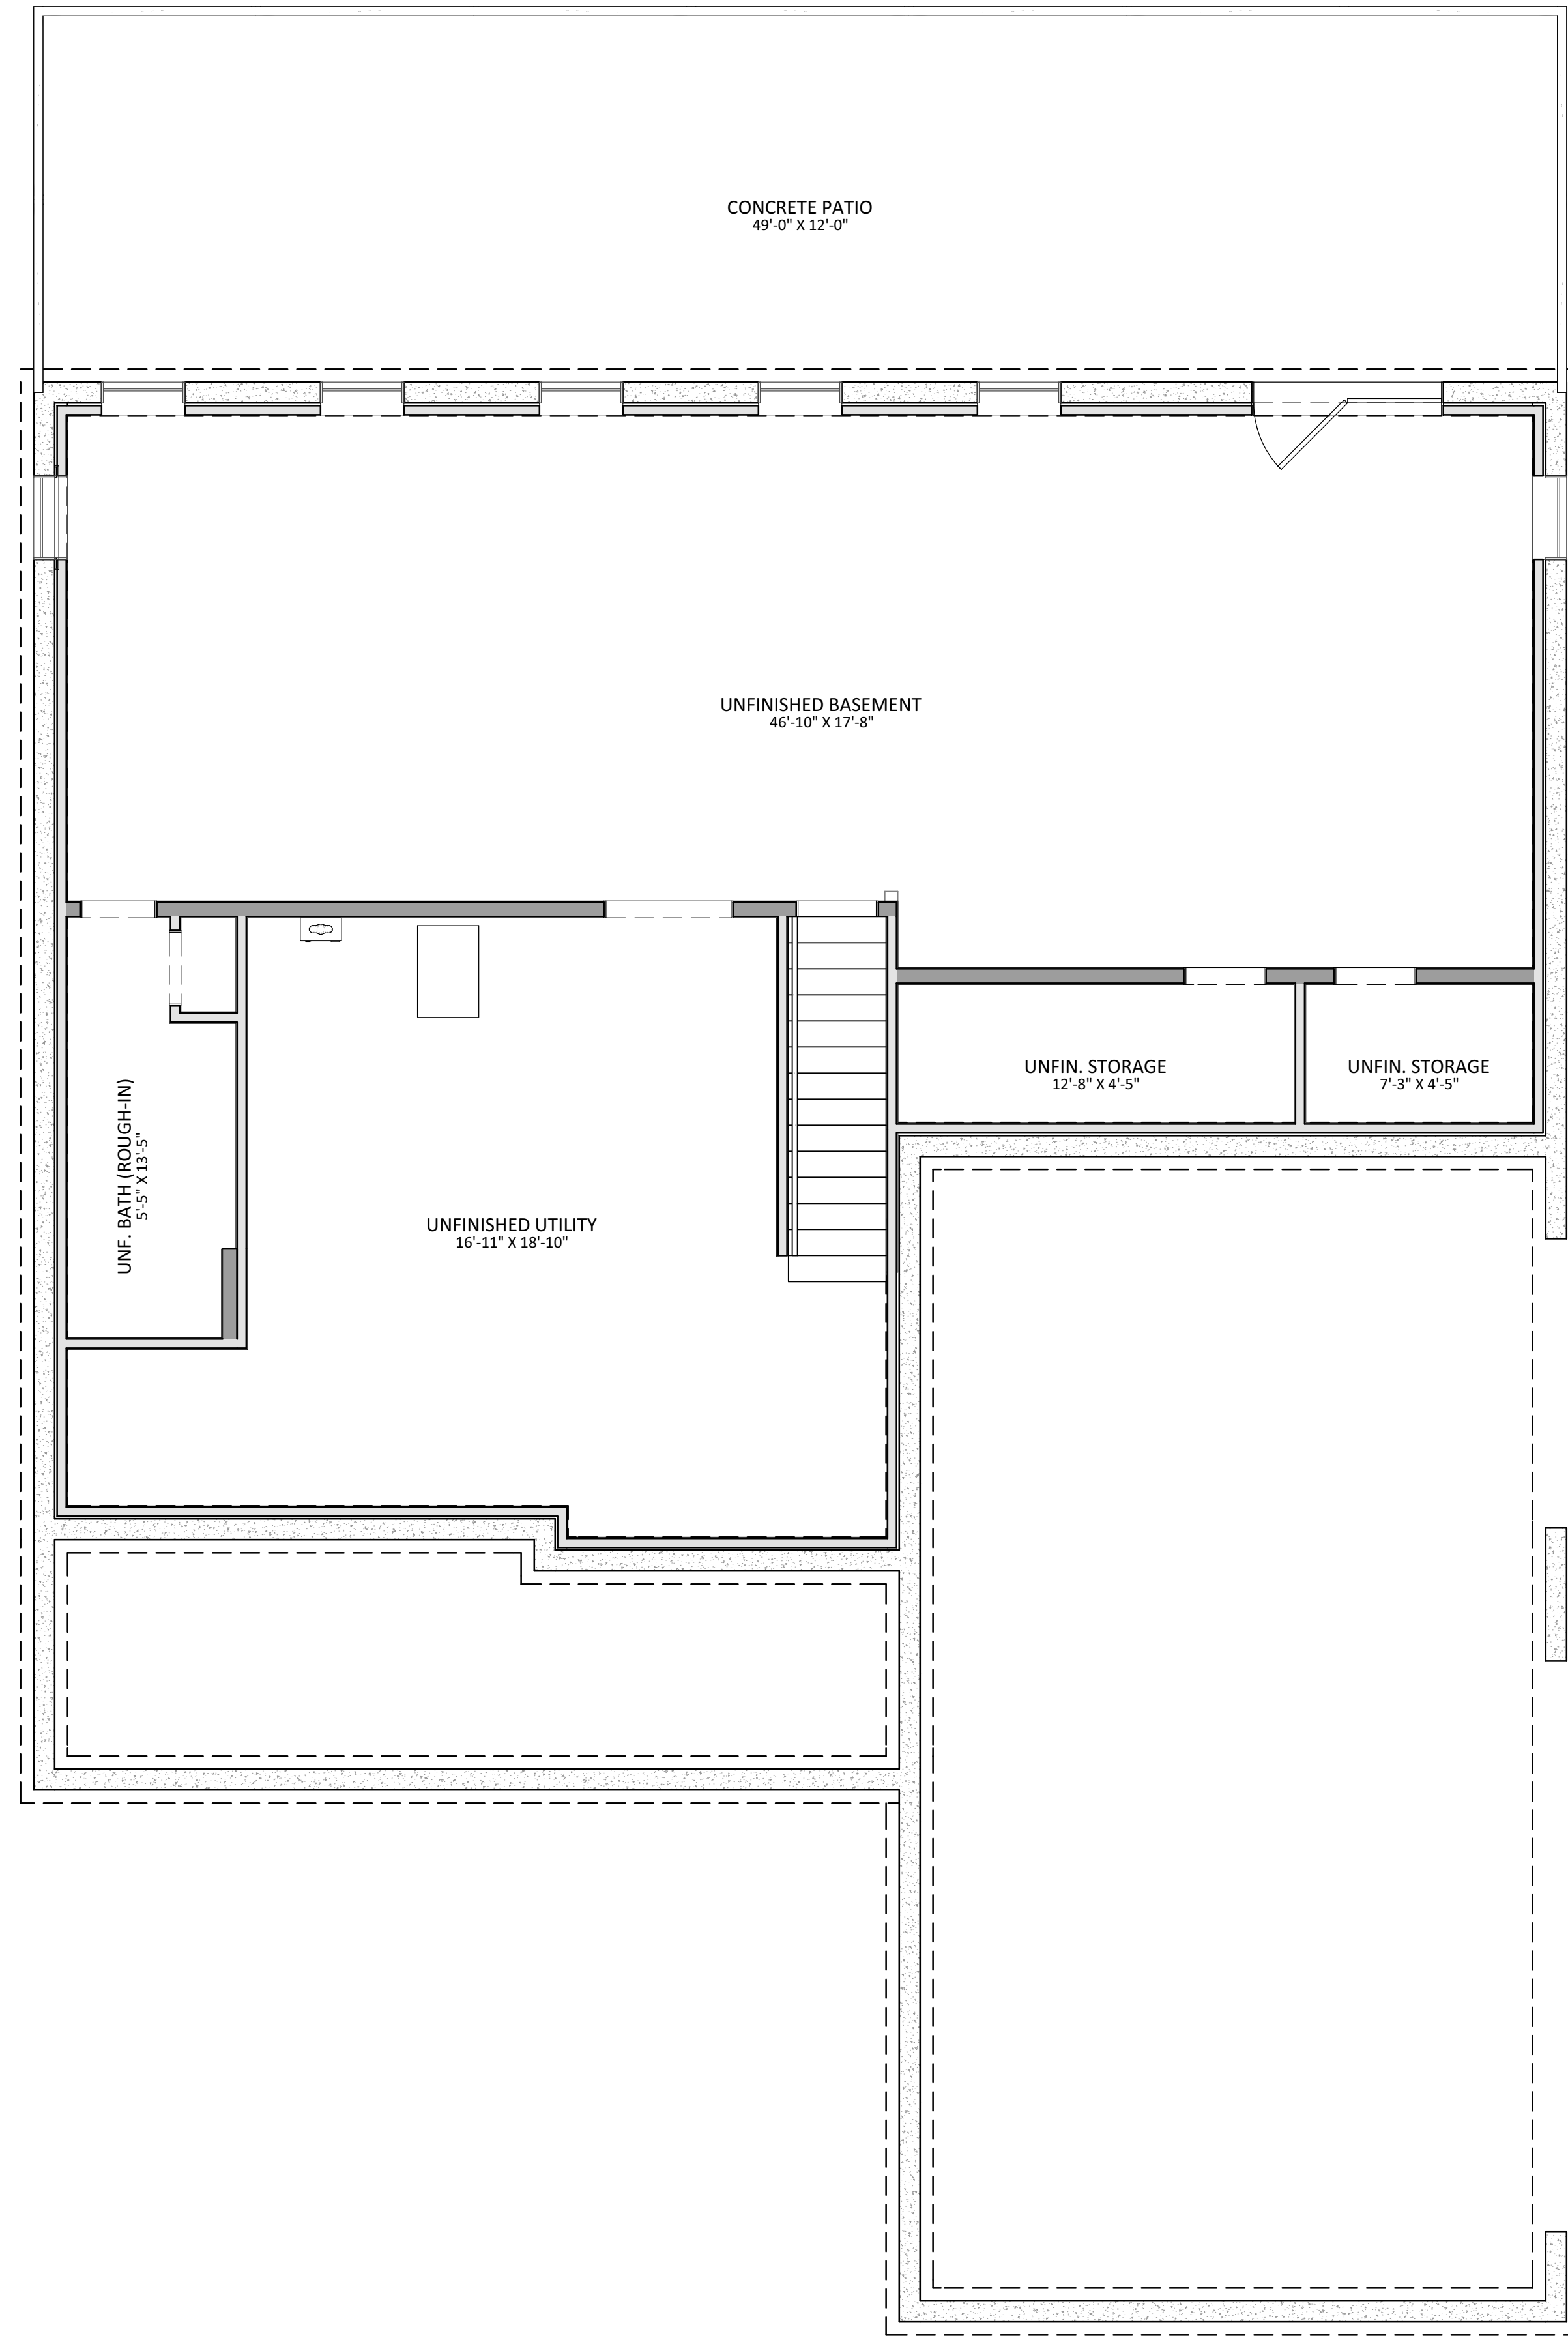 CONCRETE PATIO
49'-0" X 12'-0"
UNFINISHED BASEMENT
46'-10" X 17'-8"
UNFIN. STORAGE
12'-8" X 4'-5"
UNFIN. STORAGE
7'-3" X 4'-5"
UNF. BATH (ROUGH-IN)
5'-5" X 13'-5"
UNFINISHED UTILITY
16'-11" X 18'-10"